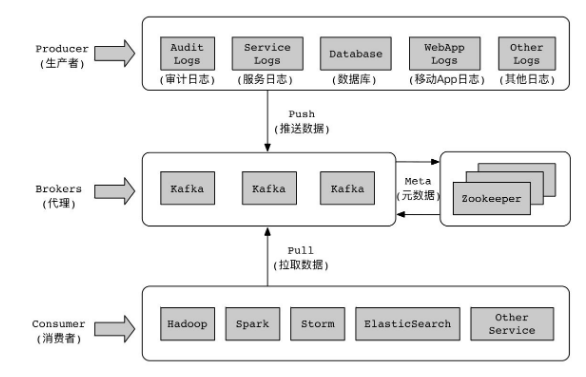 Producer
(生产者)
Audit
Logs
(审计日志)
Service
Logs
(服务日志)
Database
(数据库)
WebApp
Logs
(移动App日志)
Other
Logs
(其他日志)
Push
(推送数据)
Brokers
(代理)
Kafka
Kafka
Kafka
Meta
(元数据)
Zookeeper
Pull
(拉取数据)
Consumer
(消费者)
Hadoop
Spark
Storm
ElasticSearch
Other
Service